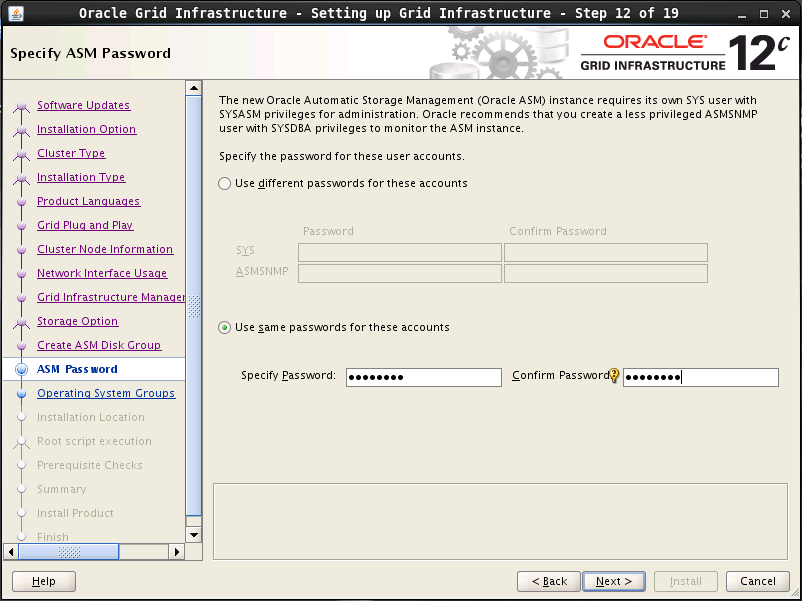 Oracle Grid Infrastructure - Setting up Grid Infrastructure - Step 12 of 19
Specify ASM Password
ORACLE®
GRID INFRASTRUCTURE
12c
Software Updates
Installation Option
Cluster Type
Installation Type
Product Languages
Grid Plug and Play
Cluster Node Information
Network Interface Usage
Grid Infrastructure Manager
Storage Option
Create ASM Disk Group
ASM Password
Operating System Groups
Installation Location
Root script execution
Prerequisite Checks
Summary
Install Product
Finish
The new Oracle Automatic Storage Management (Oracle ASM) instance requires its own SYS user with
SYSASM privileges for administration. Oracle recommends that you create a less privileged ASMSNMP
user with SYSDBA privileges to monitor the ASM instance.
Specify the password for these user accounts.
Use different passwords for these accounts
Password Confirm Password
SYS
ASMSNMP
Use same passwords for these accounts
Specify Password: •••••••• Confirm Password ••••••••
Help
< Back
Next >
Install
Cancel